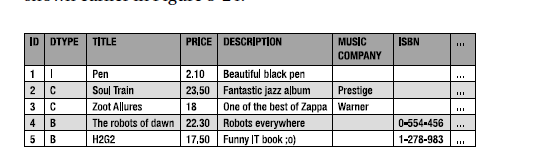 ID DTYPE TITLE PRICE DESCRIPTION MUSIC COMPANY ISBN ...
1 I Pen 2.10 Beautiful black pen ...
2 C Soul Train 23,50 Fantastic jazz album Prestige ...
3 C Zoot Allures 18 One of the best of Zappa Warner ...
4 B The robots of dawn 22.30 Robots everywhere 0-554-456 ...
5 B H2G2 17,50 Funny IT book ;o) 1-278-983 ...